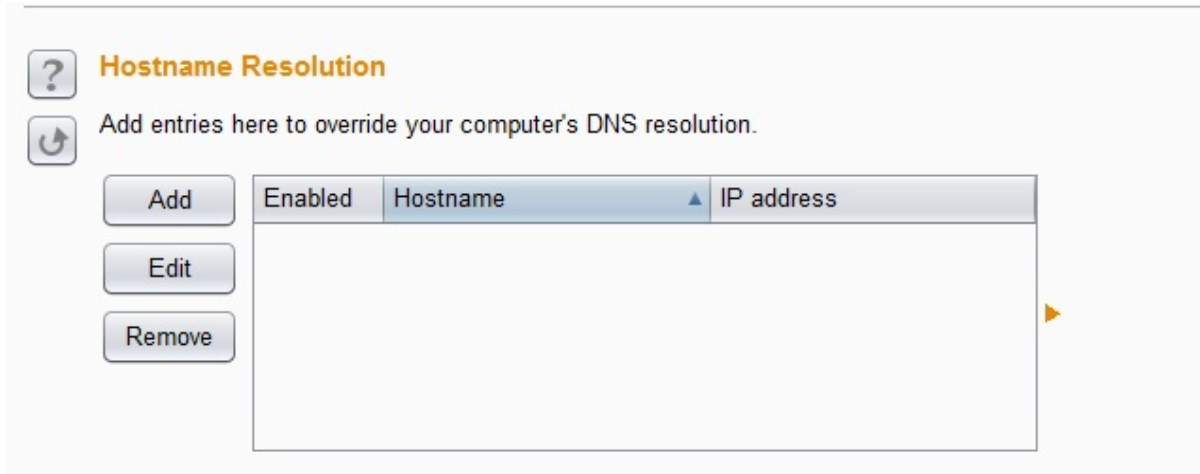 ?
Hostname Resolution
Add entries here to override your computer's DNS resolution.
Add
Enabled Hostname IP address
Edit
Remove